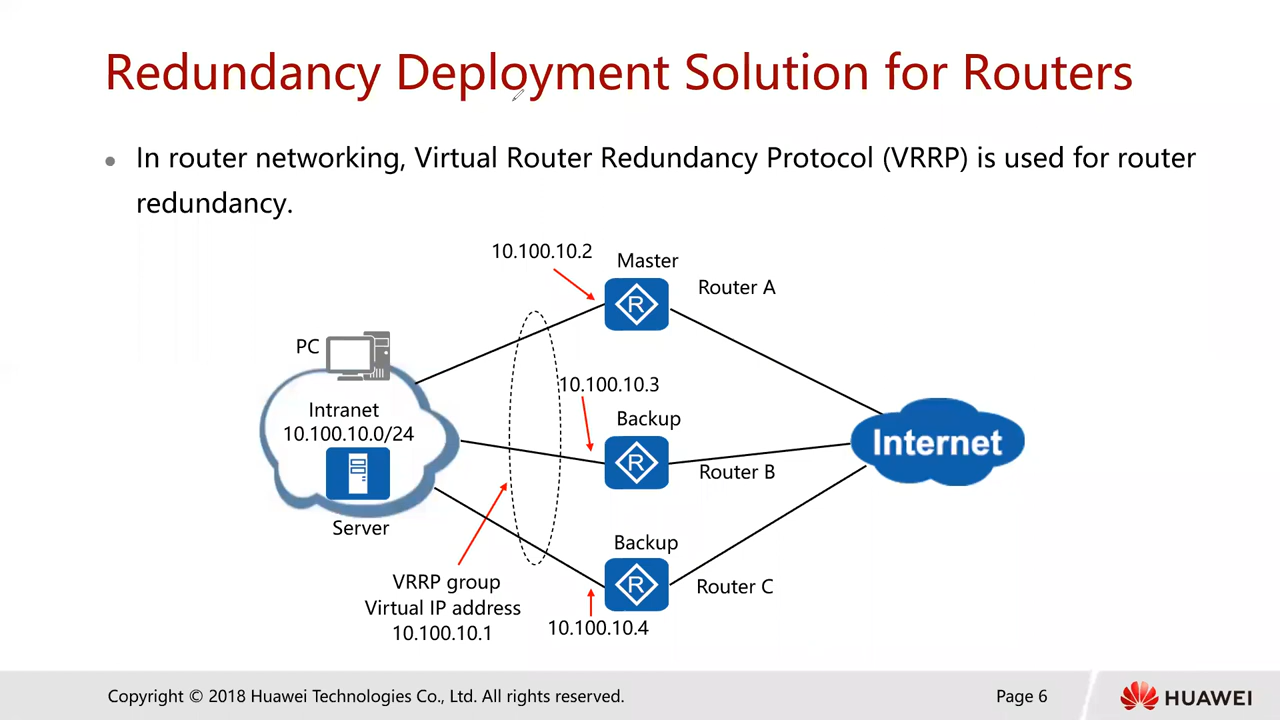 Redundancy Deployment Solution for Routers
In router networking, Virtual Router Redundancy Protocol (VRRP) is used for router
redundancy.
10.100.10.2
Master
Router A
R
PC
10.100.10.3
Intranet
10.100.10.0/24
Backup
Router B
R
Internet
Server
Backup
Router C
R
VRRP group
Virtual IP address
10.100.10.1
10.100.10.4
Copyright © 2018 Huawei Technologies Co., Ltd. All rights reserved.
Page 6
HUAWEI